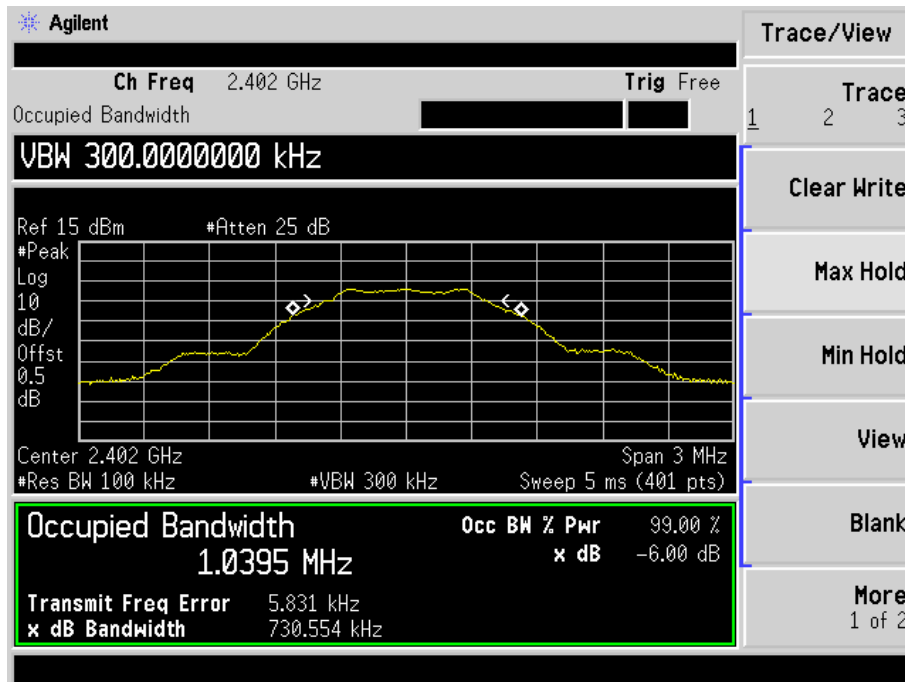 Agilent
Trace/View
Ch Freq 2.402 GHz Trig Free
Occupied Bandwidth
Trace
1 2 3
VBW 300.0000000 kHz
Clear Write
Ref 15 dBm #Atten 25 dB
#Peak
Log
10
dB/
Offst
0.5
dB
Max Hold
Min Hold
View
Center 2.402 GHz Span 3 MHz
#Res BW 100 kHz #VBW 300 kHz Sweep 5 ms (401 pts)
Occupied Bandwidth Occ BW % Pwr 99.00 %
1.0395 MHz x dB -6.00 dB
Blank
Transmit Freq Error 5.831 kHz
x dB Bandwidth 730.554 kHz
More
1 of 2